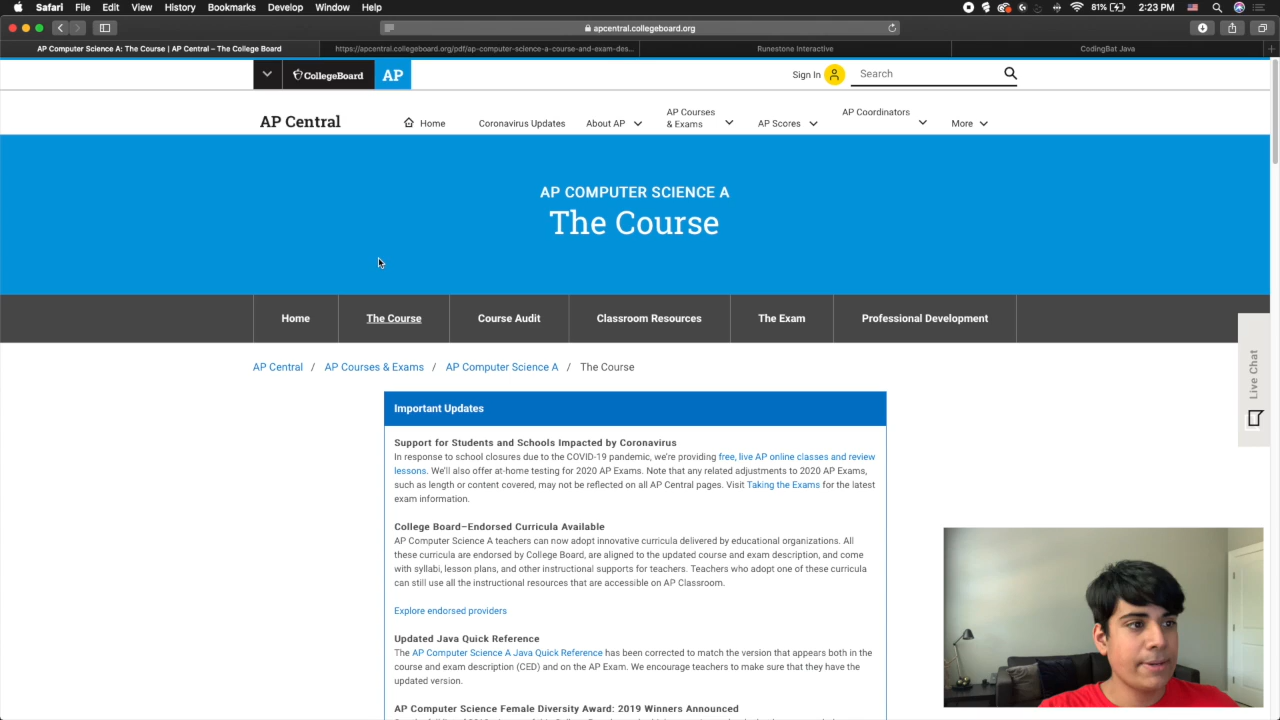 Safari File Edit View History Bookmarks Develop Window Help
81% Thu 2:23 PM
apcentral.collegeboard.org
AP Computer Science A: The Course | AP Central – The College Board
https://apcentral.collegeboard.org/pdf/ap-computer-science-a-course-and-exam-des...
Runestone Interactive
CodingBat Java
CollegeBoard
AP
Sign In
Search
AP Central
Home
Coronavirus Updates
About AP
AP Courses
& Exams
AP Scores
AP Coordinators
More
AP COMPUTER SCIENCE A
The Course
Home
The Course
Course Audit
Classroom Resources
The Exam
Professional Development
AP Central / AP Courses & Exams / AP Computer Science A / The Course
Important Updates
Support for Students and Schools Impacted by Coronavirus
In response to school closures due to the COVID-19 pandemic, we're providing free, live AP online classes and review
lessons. We'll also offer at-home testing for 2020 AP Exams. Note that any related adjustments to 2020 AP Exams,
such as length or content covered, may not be reflected on all AP Central pages. Visit Taking the Exams for the latest
exam information.
College Board–Endorsed Curricula Available
AP Computer Science A teachers can now adopt innovative curricula delivered by educational organizations. All
these curricula are endorsed by College Board, are aligned to the updated course and exam description, and come
with syllabi, lesson plans, and other instructional supports for teachers. Teachers who adopt one of these curricula
can still use all the instructional resources that are accessible on AP Classroom.
Explore endorsed providers
Updated Java Quick Reference
The AP Computer Science A Java Quick Reference has been corrected to match the version that appears both in the
course and exam description (CED) and on the AP Exam. We encourage teachers to make sure that they have the
updated version.
AP Computer Science Female Diversity Award: 2019 Winners Announced
Live Chat